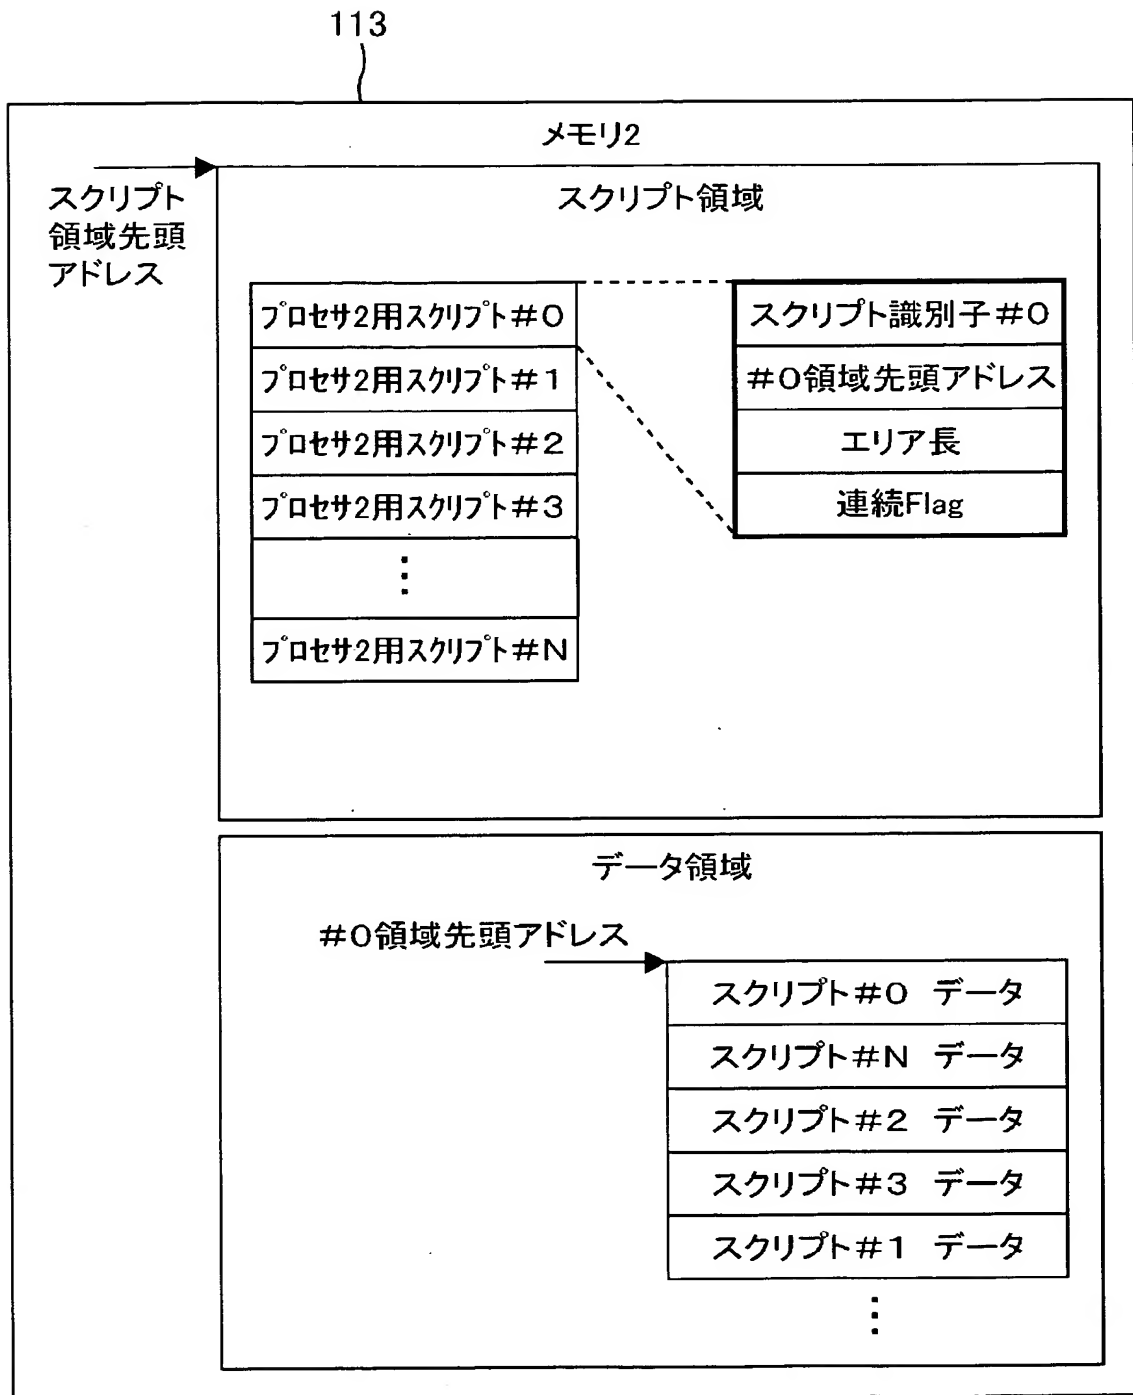 113
メモリ2
スクリプト
領域先頭
アドレス
スクリプト領域
プロセサ2用スクリプト#0
プロセサ2用スクリプト#1
プロセサ2用スクリプト#2
プロセサ2用スクリプト#3
⋮
プロセサ2用スクリプト#N
スクリプト識別子#0
#0領域先頭アドレス
エリア長
連続Flag
データ領域
#0領域先頭アドレス
スクリプト#0 データ
スクリプト#N データ
スクリプト#2 データ
スクリプト#3 データ
スクリプト#1 データ
⋮